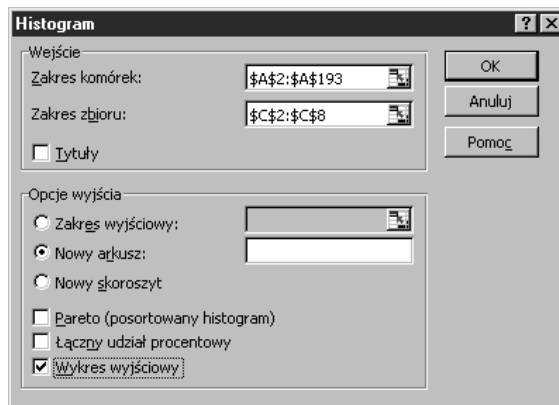 Histogram
Wejście
Zakres komórek: $A$2:$A$193
Zakres zbioru: $C$2:$C$8
Tytuły
OK
Anuluj
Pomoc
Opcje wyjścia
Zakres wyjściowy:
Nowy arkusz:
Nowy skoroszyt
Pareto (posortowany histogram)
Łączny udział procentowy
Wykres wyjściowy